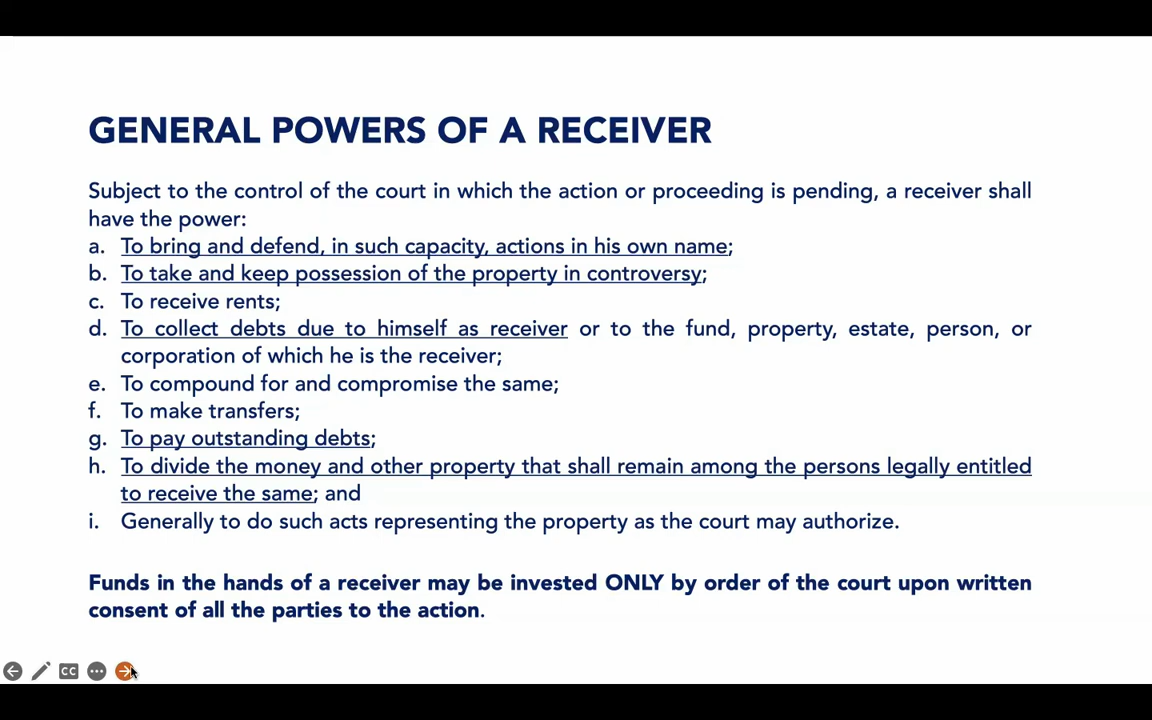 GENERAL POWERS OF A RECEIVER
Subject to the control of the court in which the action or proceeding is pending, a receiver shall
have the power:
a. To bring and defend, in such capacity, actions in his own name;
b. To take and keep possession of the property in controversy;
c. To receive rents;
d. To collect debts due to himself as receiver or to the fund, property, estate, person, or
corporation of which he is the receiver;
e. To compound for and compromise the same;
f. To make transfers;
g. To pay outstanding debts;
h. To divide the money and other property that shall remain among the persons legally entitled
to receive the same; and
i. Generally to do such acts representing the property as the court may authorize.
Funds in the hands of a receiver may be invested ONLY by order of the court upon written
consent of all the parties to the action.
CC